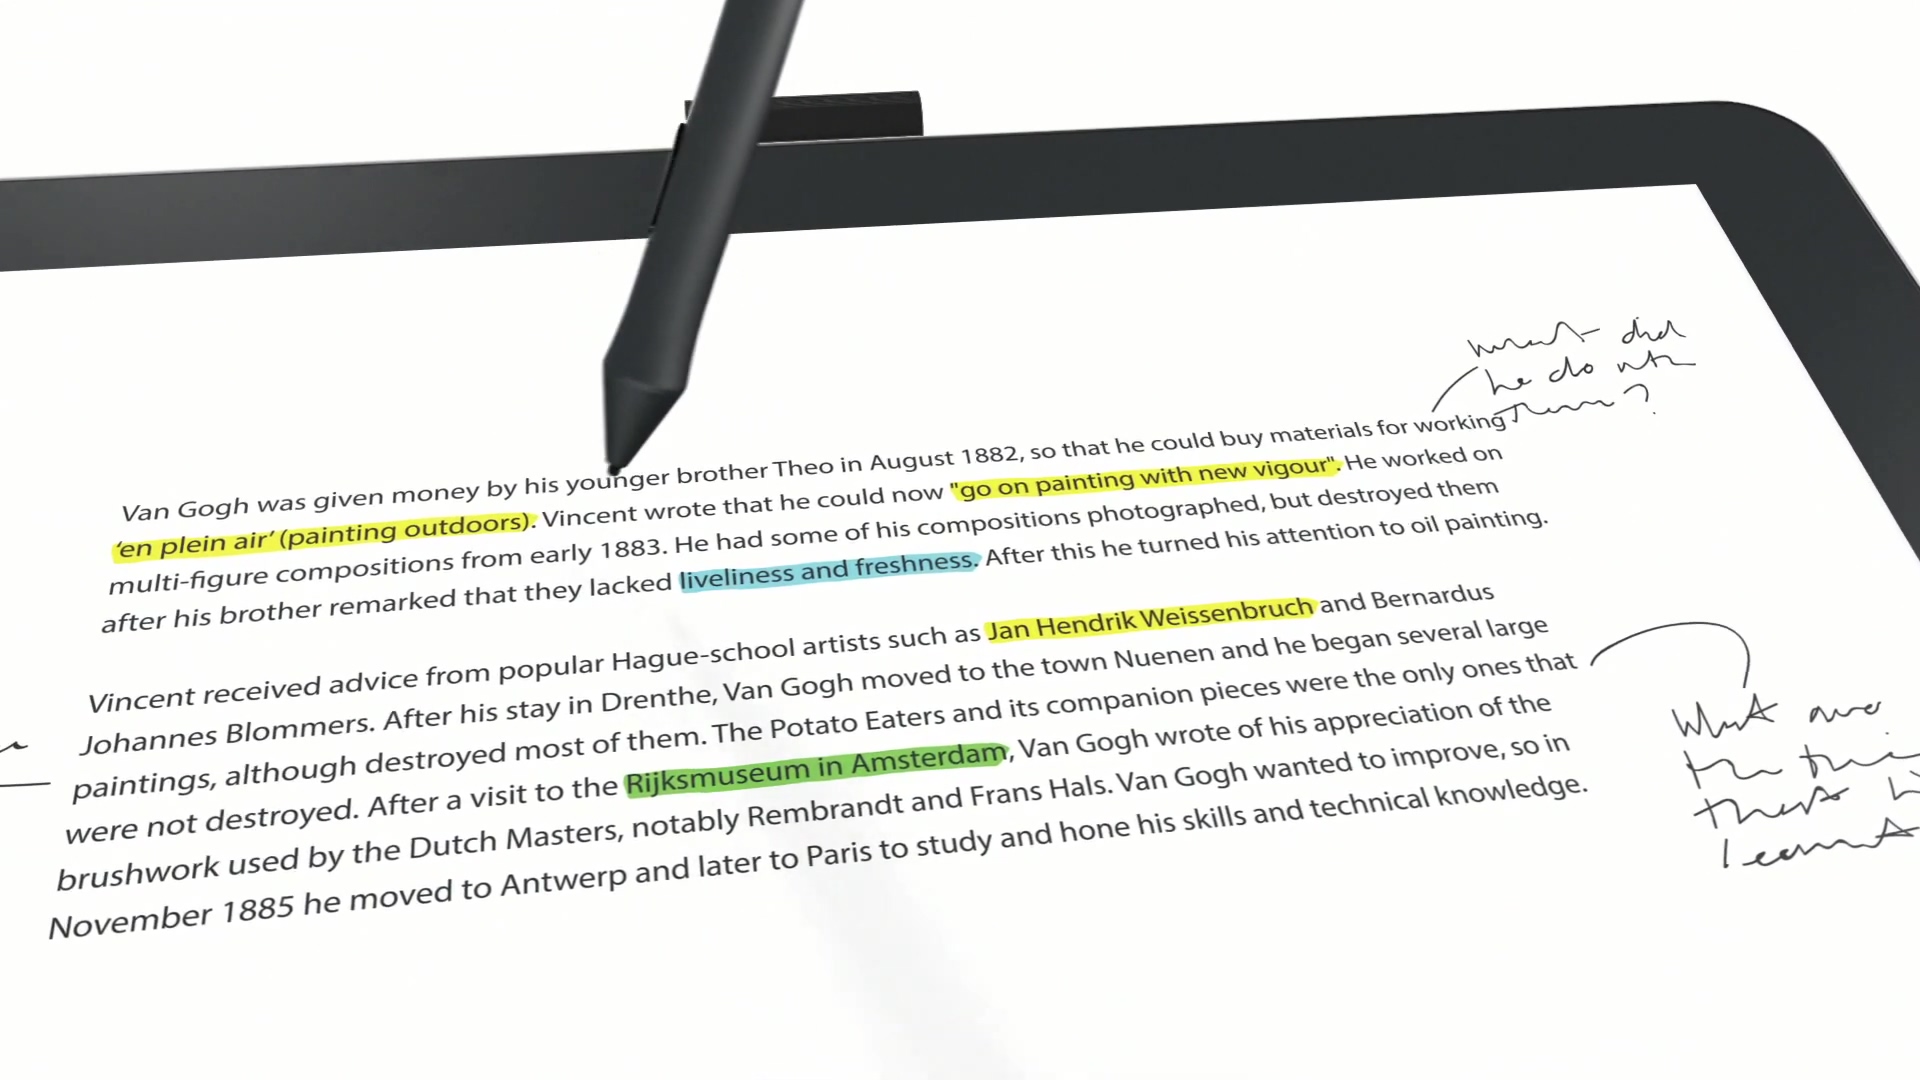 what did
he do with
them?
Van Gogh was given money by his younger brother Theo in August 1882, so that he could buy materials for working
‘en plein air’ (painting outdoors). Vincent wrote that he could now "go on painting with new vigour". He worked on
multi-figure compositions from early 1883. He had some of his compositions photographed, but destroyed them
after his brother remarked that they lacked liveliness and freshness. After this he turned his attention to oil painting.
Vincent received advice from popular Hague-school artists such as Jan Hendrik Weissenbruch and Bernardus
Johannes Blommers. After his stay in Drenthe, Van Gogh moved to the town Nuenen and he began several large
paintings, although destroyed most of them. The Potato Eaters and its companion pieces were the only ones that
were not destroyed. After a visit to the Rijksmuseum in Amsterdam, Van Gogh wrote of his appreciation of the
brushwork used by the Dutch Masters, notably Rembrandt and Frans Hals. Van Gogh wanted to improve, so in
November 1885 he moved to Antwerp and later to Paris to study and hone his skills and technical knowledge.
What are
the
that
learnt